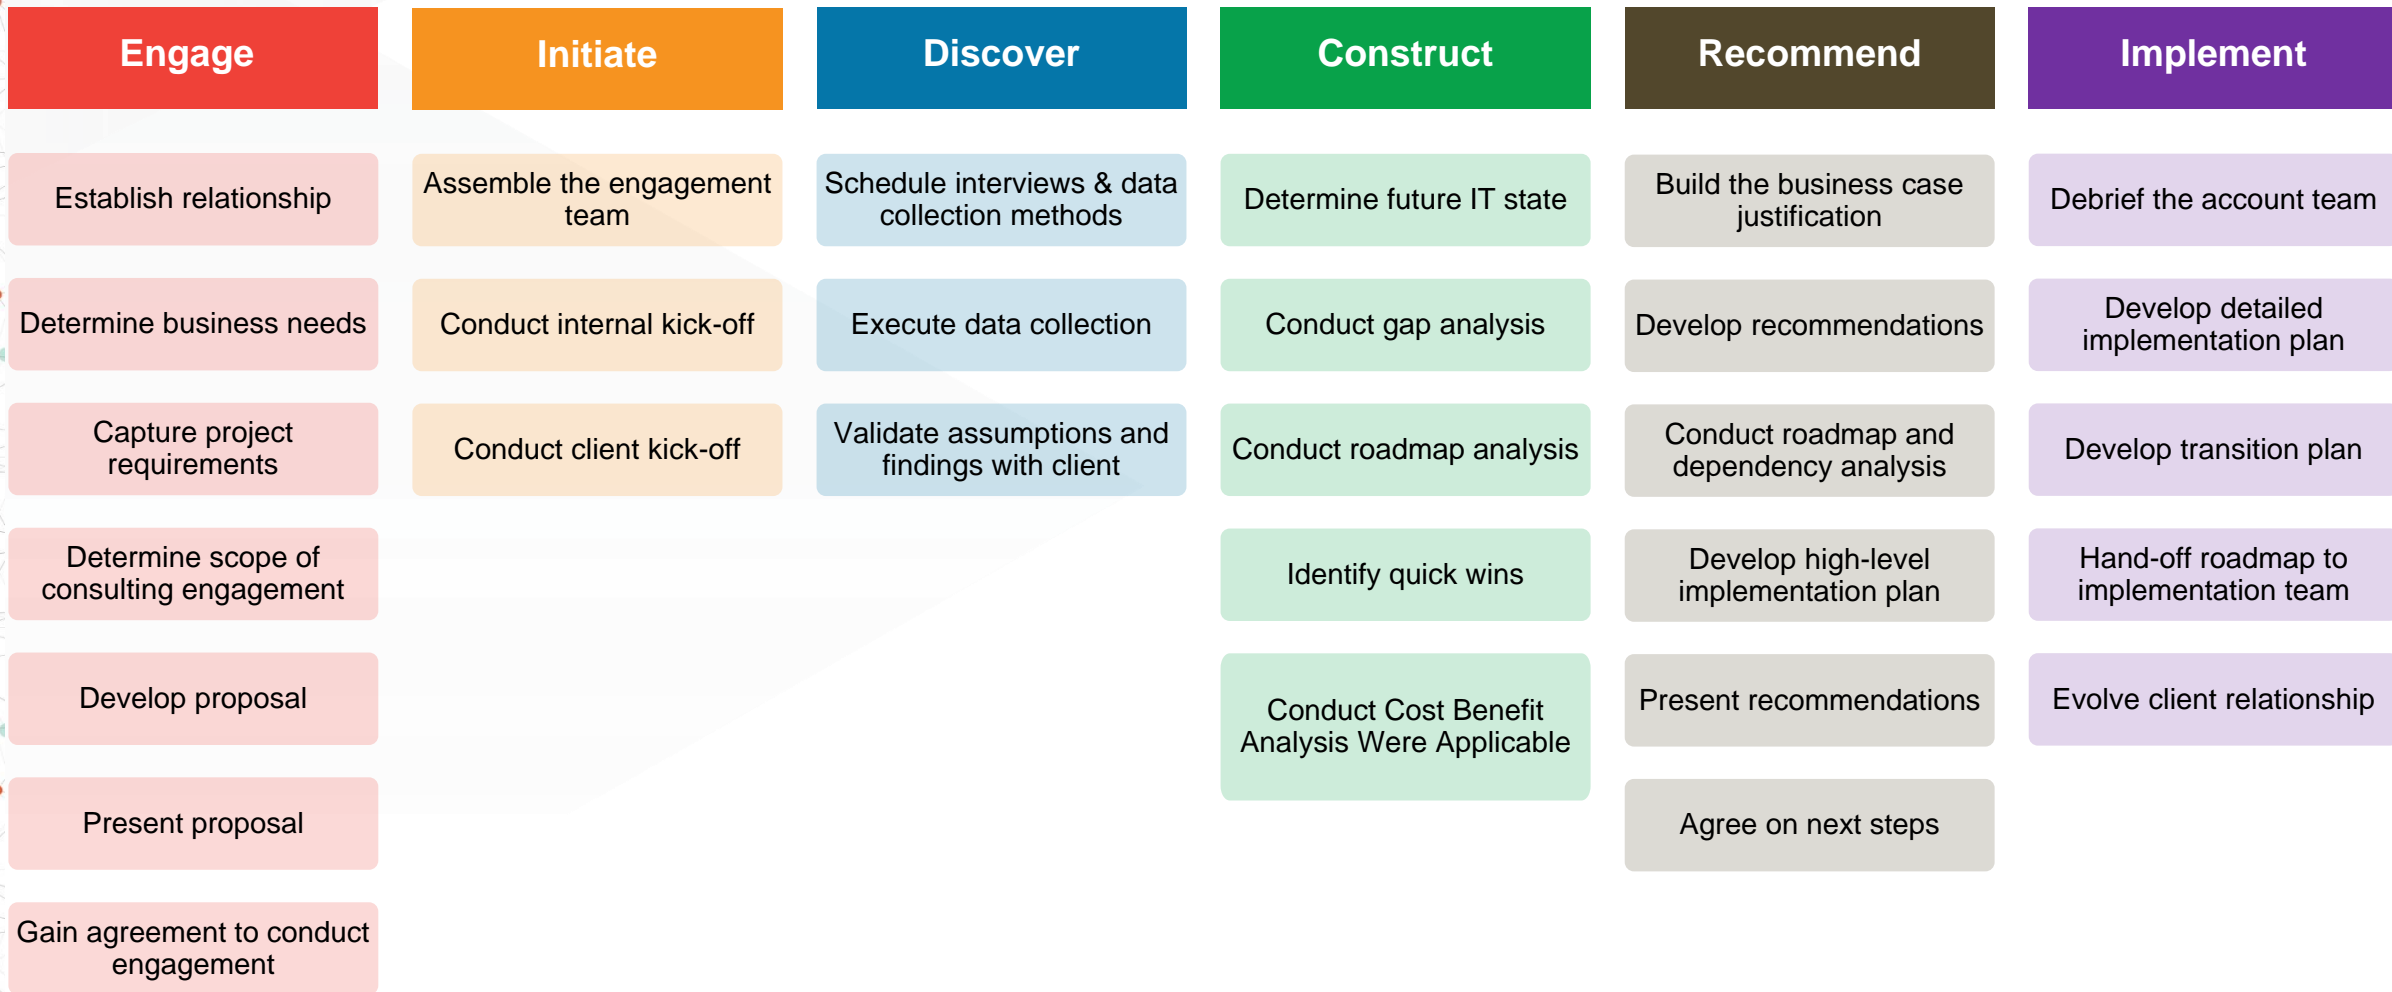 Engage
Establish relationship
Determine business needs
Capture project
requirements
Determine scope of
consulting engagement
Develop proposal
Present proposal
Gain agreement to conduct
engagement
Initiate
Assemble the engagement
team
Conduct internal kick-off
Conduct client kick-off
Discover
Schedule interviews & data
collection methods
Execute data collection
Validate assumptions and
findings with client
Construct
Determine future IT state
Conduct gap analysis
Conduct roadmap analysis
Identify quick wins
Conduct Cost Benefit
Analysis Were Applicable
Recommend
Build the business case
justification
Develop recommendations
Conduct roadmap and
dependency analysis
Develop high-level
implementation plan
Present recommendations
Agree on next steps
Implement
Debrief the account team
Develop detailed
implementation plan
Develop transition plan
Hand-off roadmap to
implementation team
Evolve client relationship